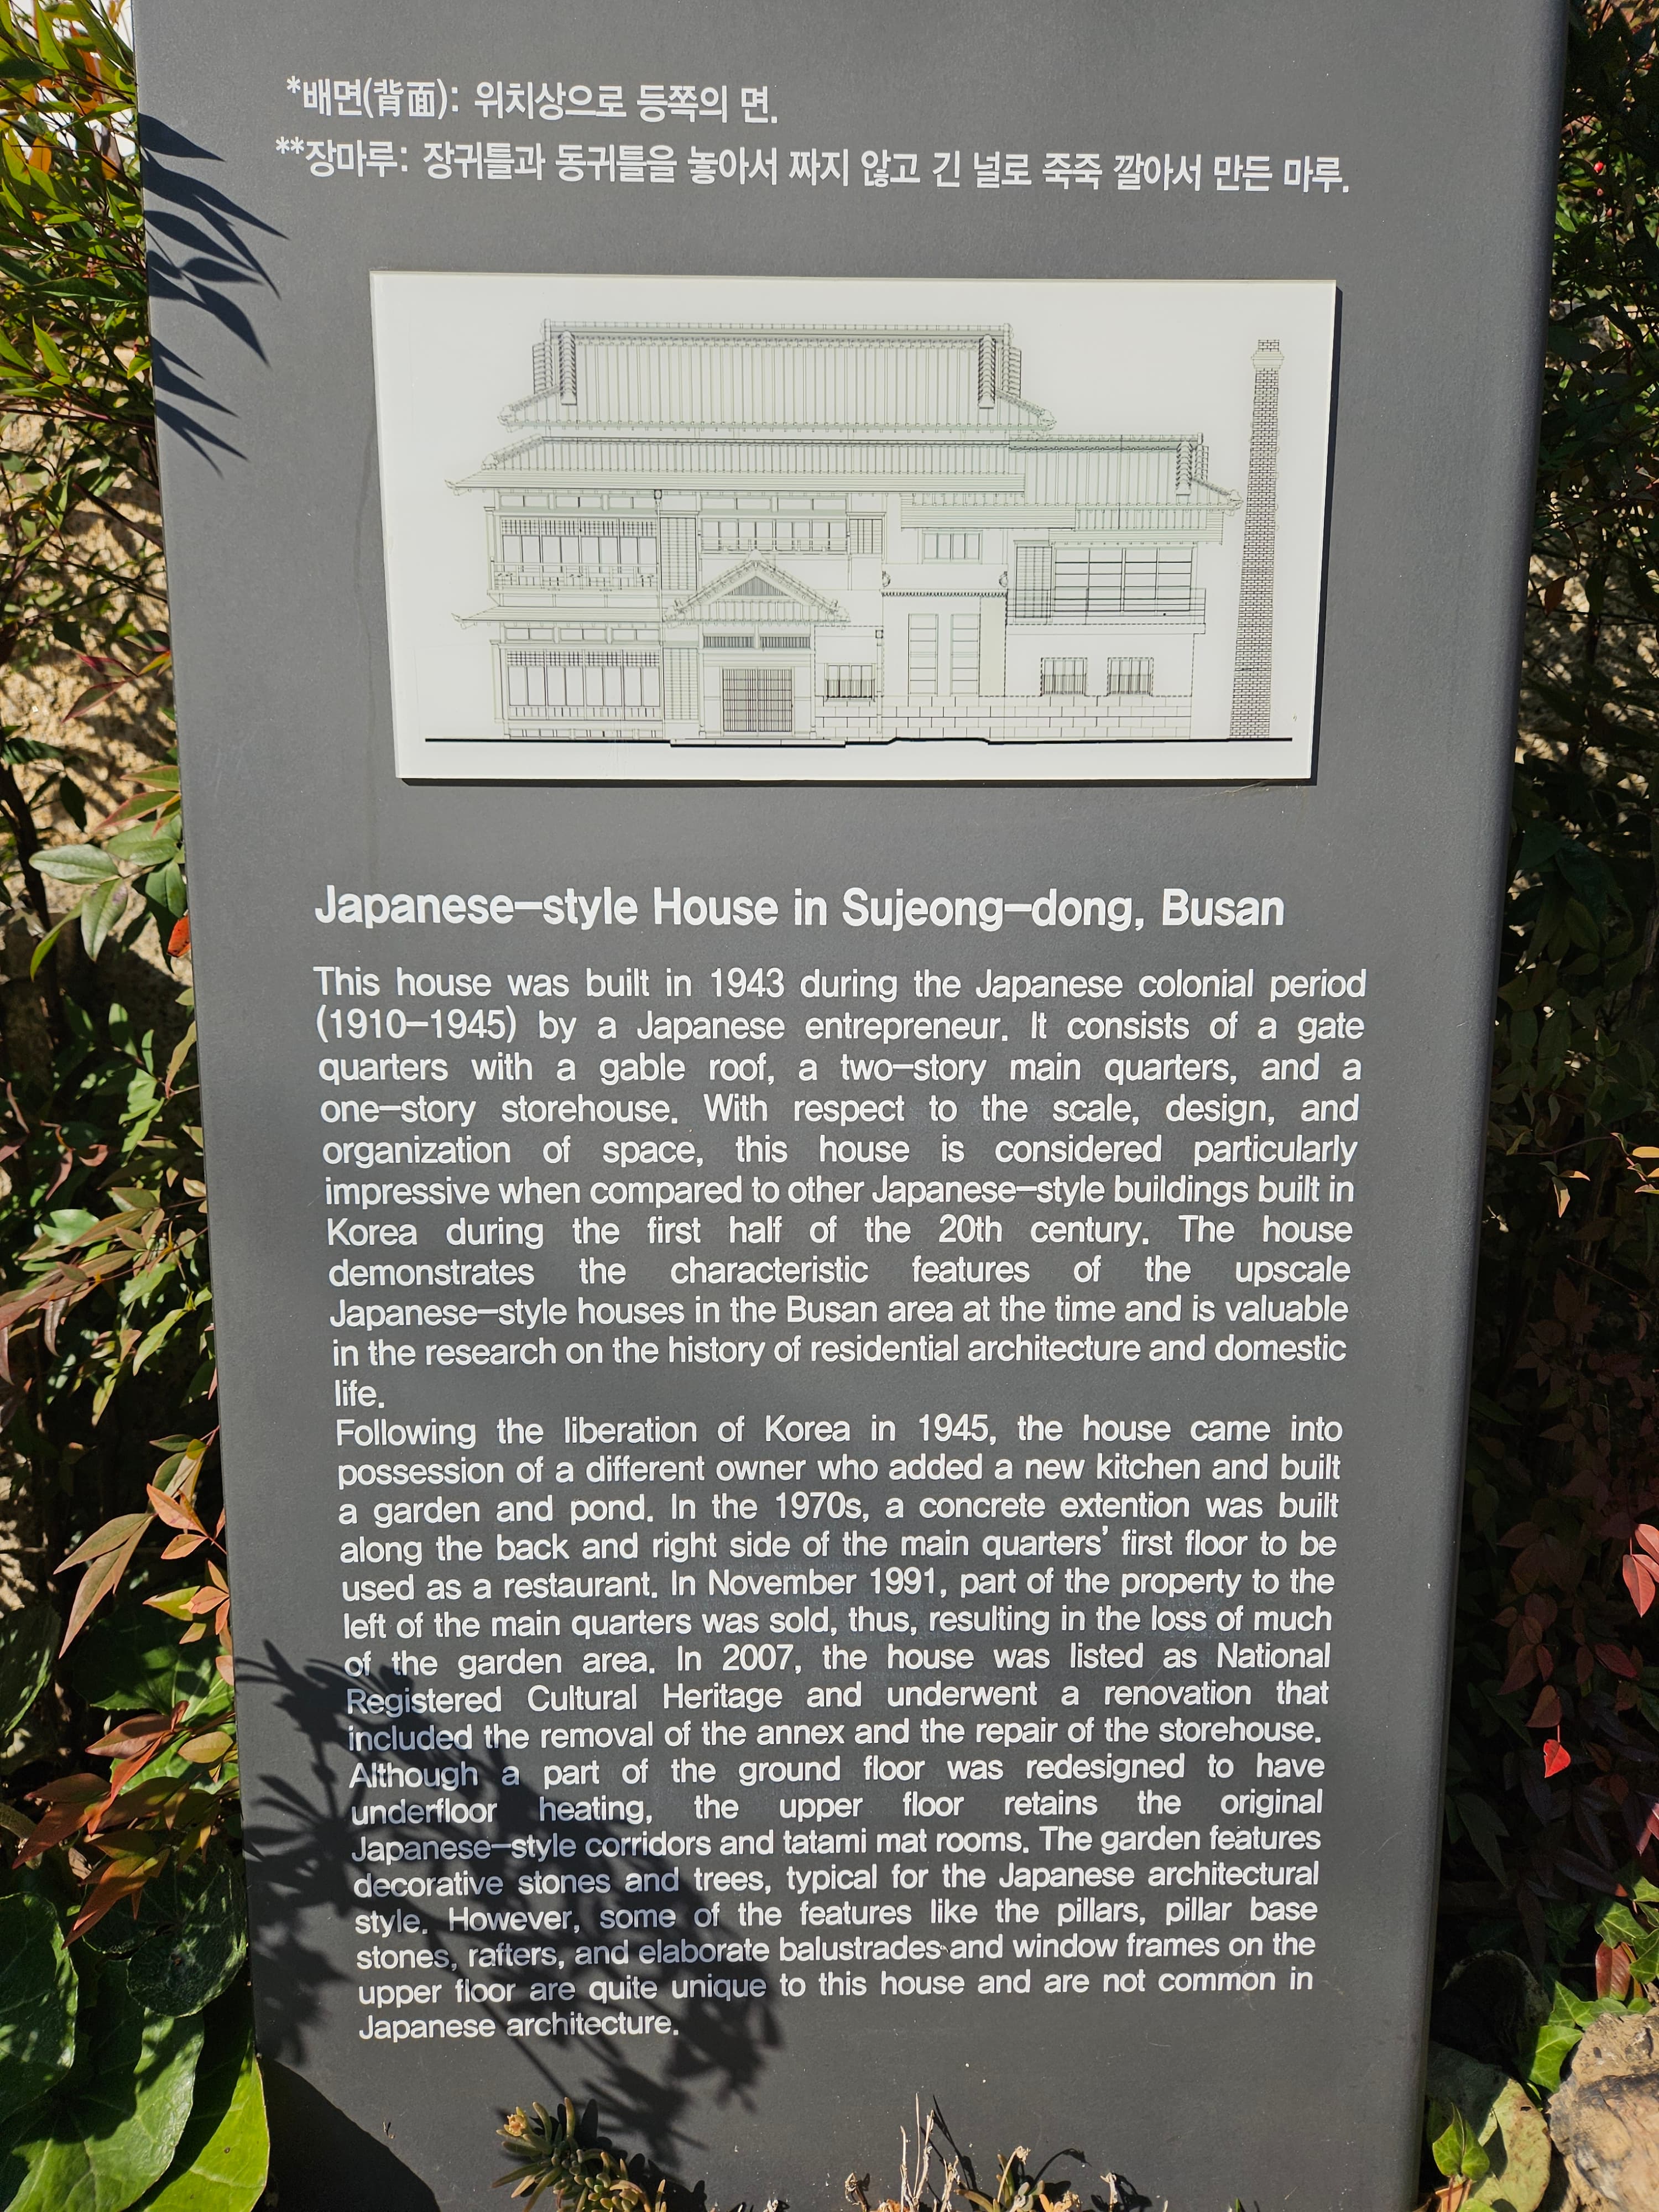 *배면(背面): 위치상으로 등쪽의 면.
**장마루: 장귀틀과 동귀틀을 놓아서 짜지 않고 긴 널로 죽죽 깔아서 만든 마루.
Japanese-style House in Sujeong-dong, Busan
This house was built in 1943 during the Japanese colonial period
(1910-1945) by a Japanese entrepreneur. It consists of a gate
quarters with a gable roof, a two-story main quarters, and a
one-story storehouse. With respect to the scale, design, and
organization of space, this house is considered particularly
impressive when compared to other Japanese-style buildings built in
Korea during the first half of the 20th century. The house
demonstrates the characteristic features of the upscale
Japanese-style houses in the Busan area at the time and is valuable
in the research on the history of residential architecture and domestic
life.
Following the liberation of Korea in 1945, the house came into
possession of a different owner who added a new kitchen and built
a garden and pond. In the 1970s, a concrete extention was built
along the back and right side of the main quarters' first floor to be
used as a restaurant. In November 1991, part of the property to the
left of the main quarters was sold, thus, resulting in the loss of much
of the garden area. In 2007, the house was listed as National
Registered Cultural Heritage and underwent a renovation that
included the removal of the annex and the repair of the storehouse.
Although a part of the ground floor was redesigned to have
underfloor heating, the upper floor retains the original
Japanese-style corridors and tatami mat rooms. The garden features
decorative stones and trees, typical for the Japanese architectural
style. However, some of the features like the pillars, pillar base
stones, rafters, and elaborate balustrades and window frames on the
upper floor are quite unique to this house and are not common in
Japanese architecture.